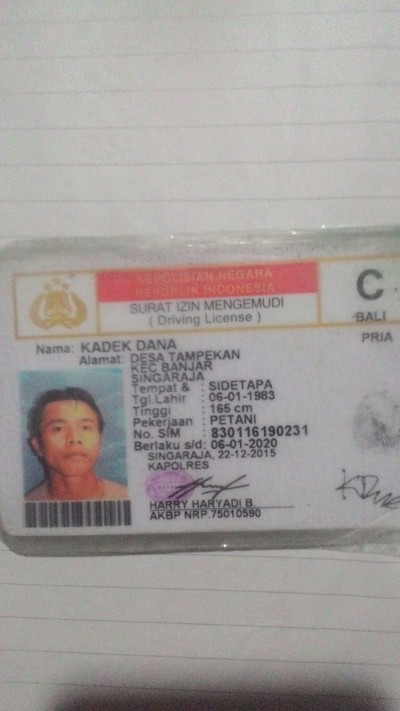 KEPOLISIAN NEGARA
REPUBLIK INDONESIA
SURAT IZIN MENGEMUDI
( Driving License )
C
BALI
PRIA
Nama: KADEK DANA
Alamat: DESA TAMPEKAN
KEC BANJAR
SINGARAJA
Tempat & : SIDETAPA
Tgl Lahir : 06-01-1983
Tinggi : 165 cm
Pekerjaan : PETANI
No. SIM : 830116190231
Berlaku s/d: 06-01-2020
SINGARAJA, 22-12-2015
KAPOLRES
HARRY HARYADI B.
AKBP NRP.75010590